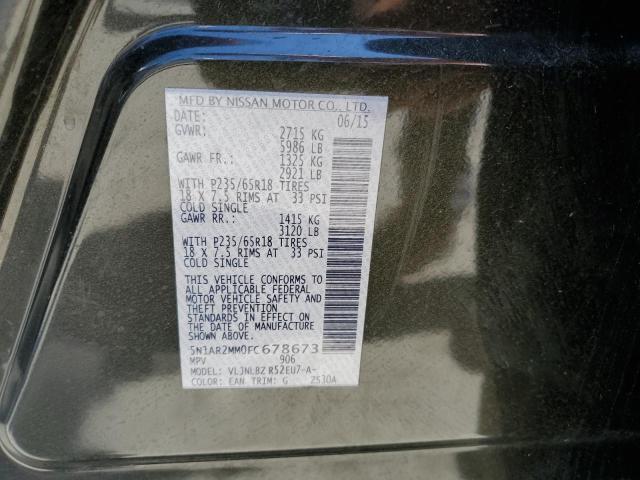 MFD BY NISSAN MOTOR CO., LTD.
DATE: 06/15
GVWR: 2715 KG
5986 LB
GAWR FR.: 1325 KG
2921 LB
WITH P235/65R18 TIRES
18 X 7.5 RIMS AT 33 PSI
COLD SINGLE
GAWR RR.: 1415 KG
3120 LB
WITH P235/65R18 TIRES
18 X 7.5 RIMS AT 33 PSI
COLD SINGLE
THIS VEHICLE CONFORMS TO
ALL APPLICABLE FEDERAL
MOTOR VEHICLE SAFETY AND
THEFT PREVENTION
STANDARDS IN EFFECT ON
THE DATE OF MANUFACTURE
SHOWN ABOVE.
5N1AR2MM0FC678673
MPV 906
MODEL: VLJNLBZ R52EU7-A-
COLOR: EAN TRIM: G Z530A